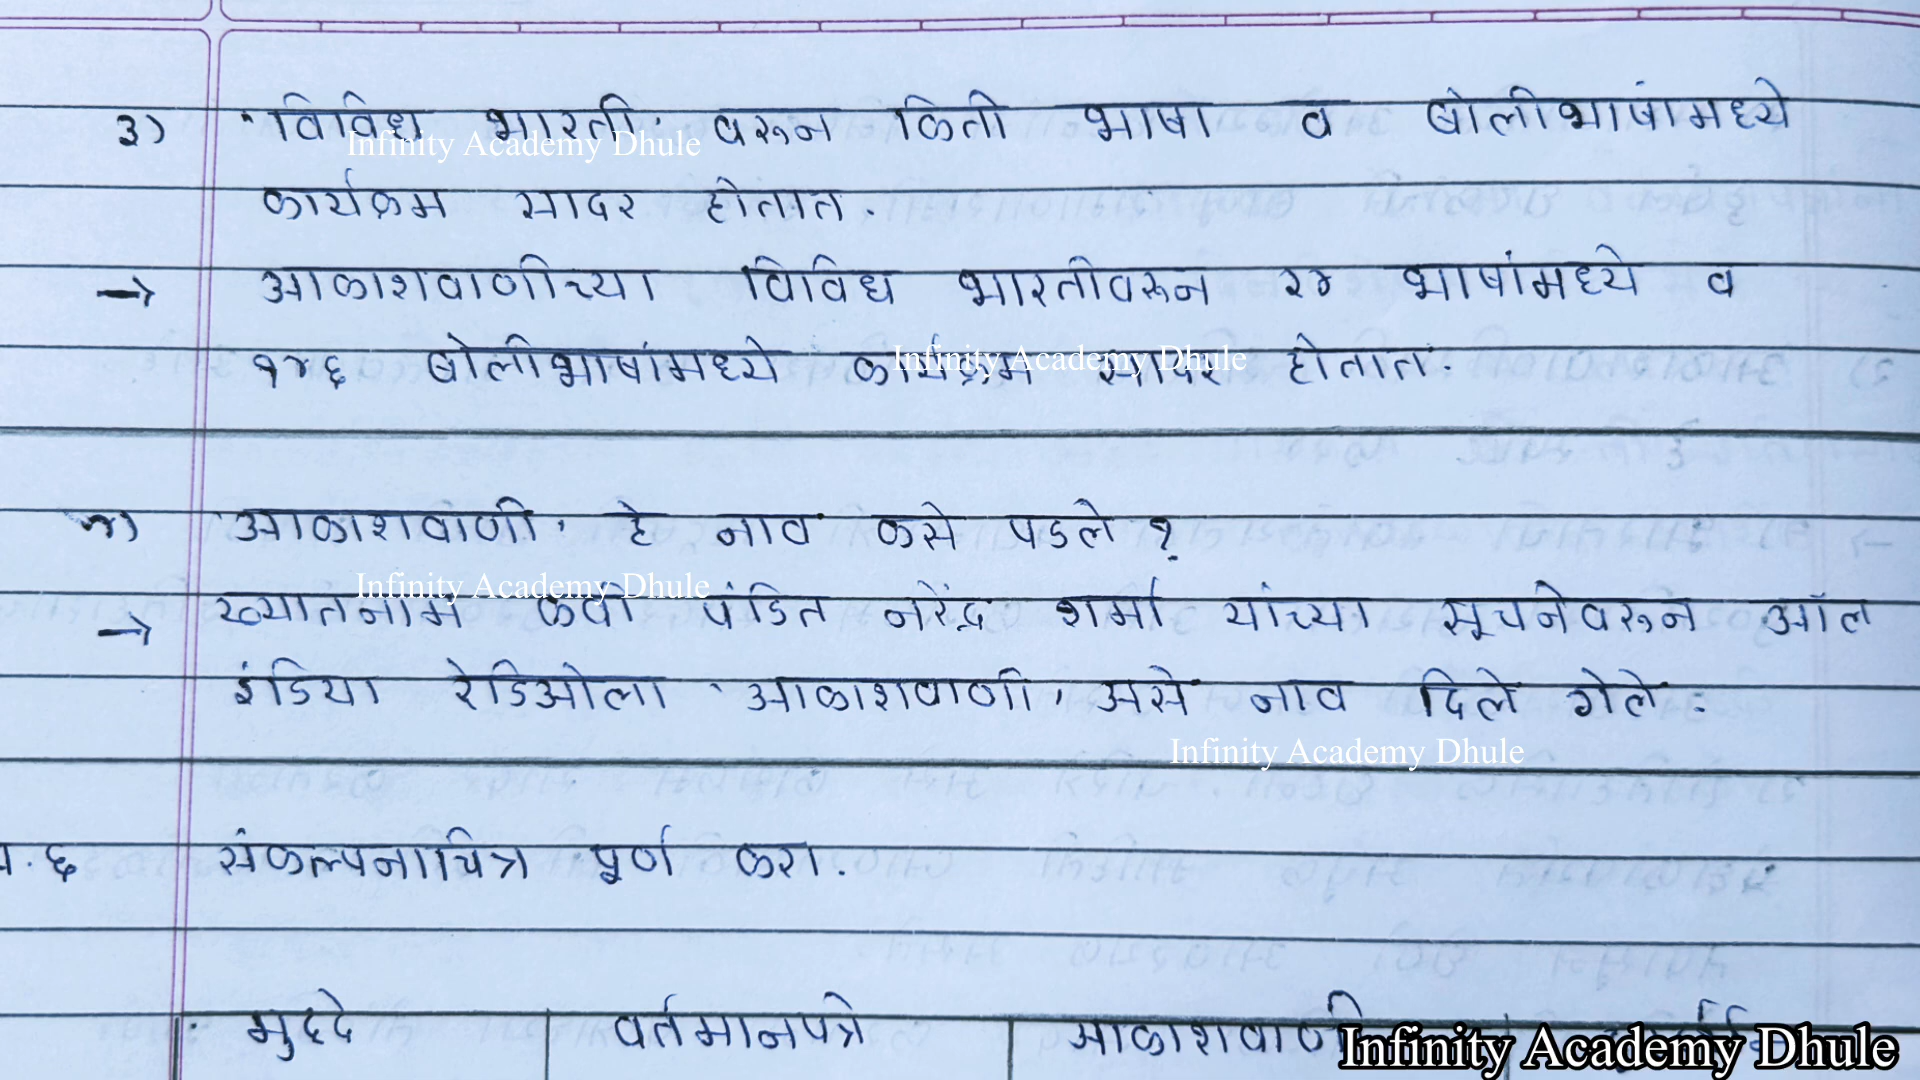 ३) 'विविध भारती' वरून किती भाषा व बोलीभाषांमध्ये
Infinity Academy Dhule
कार्यक्रम सादर होतात.
→ आकाशवाणीच्या विविध भारतीवरून २४ भाषांमध्ये व
१४६ बोलीभाषांमध्ये कार्यक्रम सादर होतात.
Infinity Academy Dhule
४) 'आकाशवाणी' हे नाव कसे पडले ?
Infinity Academy Dhule
→ ख्यातनाम कवी पंडित नरेंद्र शर्मा यांच्या सूचनेवरून ऑल
इंडिया रेडिओला 'आकाशवाणी' असे नाव दिले गेले.
Infinity Academy Dhule
प्र.६ संकल्पनाचित्र पूर्ण करा.
मुद्दे वर्तमानपत्रे आकाशवाणी
Infinity Academy Dhule